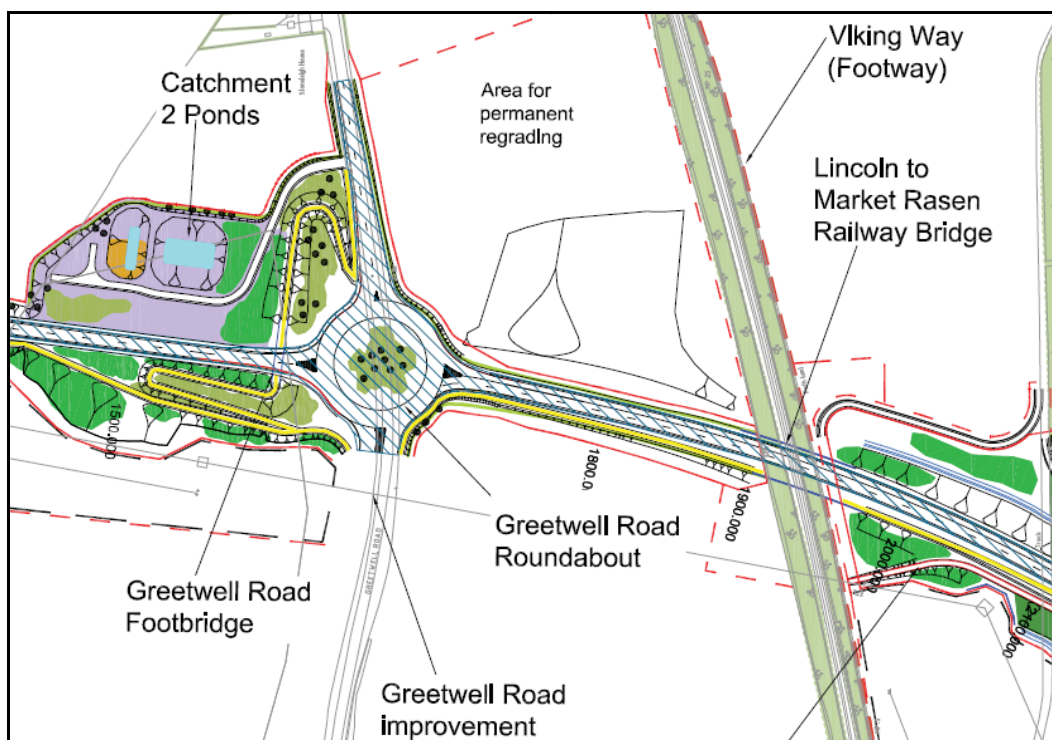 Viking Way
(Footway)
Catchment
2 Ponds
Area for
permanent
regrading
Lincoln to
Market Rasen
Railway Bridge
1500.000
1800.0
1900.000
Greetwell Road
Roundabout
2000.000
2100.000
GREETWELL ROAD
Greetwell Road
Footbridge
Greetwell Road
improvement